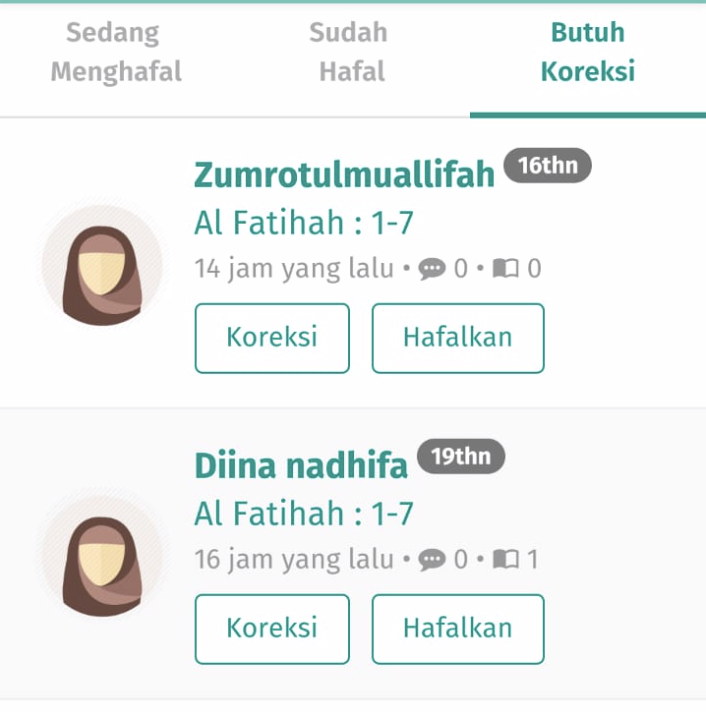 Sedang Menghafal
Sudah Hafal
Butuh Koreksi
Zumrotulmuallifah 16thn
Al Fatihah : 1-7
14 jam yang lalu • 0 • 0
Koreksi Hafalkan
Diina nadhifa 19thn
Al Fatihah : 1-7
16 jam yang lalu • 0 • 1
Koreksi Hafalkan